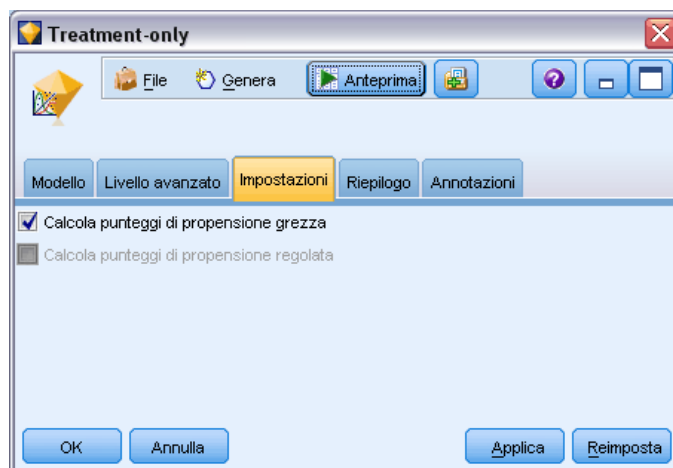 Treatment-only
File Genera Anteprima
Modello Livello avanzato Impostazioni Riepilogo Annotazioni
Calcola punteggi di propensione grezza
Calcola punteggi di propensione regolata
OK Annulla Applica Reimposta